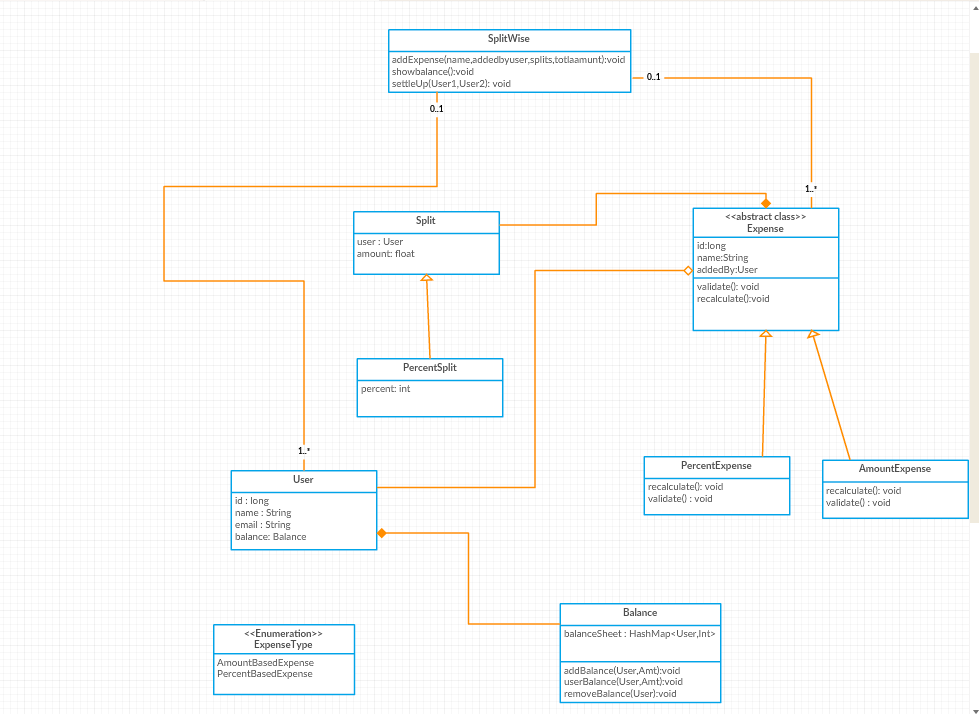 SplitWise
addExpense(name,addedbyuser,splits,totlaamunt):void
showbalance():void
settleUp(User1,User2): void
0..1
0..1
1..*
Split
user : User
amount: float
<<abstract class>>
Expense
id:long
name:String
addedBy:User
validate(): void
recalculate():void
PercentSplit
percent: int
1..*
User
id : long
name : String
email : String
balance: Balance
PercentExpense
recalculate(): void
validate() : void
AmountExpense
recalculate(): void
validate() : void
<<Enumeration>>
ExpenseType
AmountBasedExpense
PercentBasedExpense
Balance
balanceSheet : HashMap<User,Int>
addBalance(User,Amt):void
userBalance(User,Amt):void
removeBalance(User):void